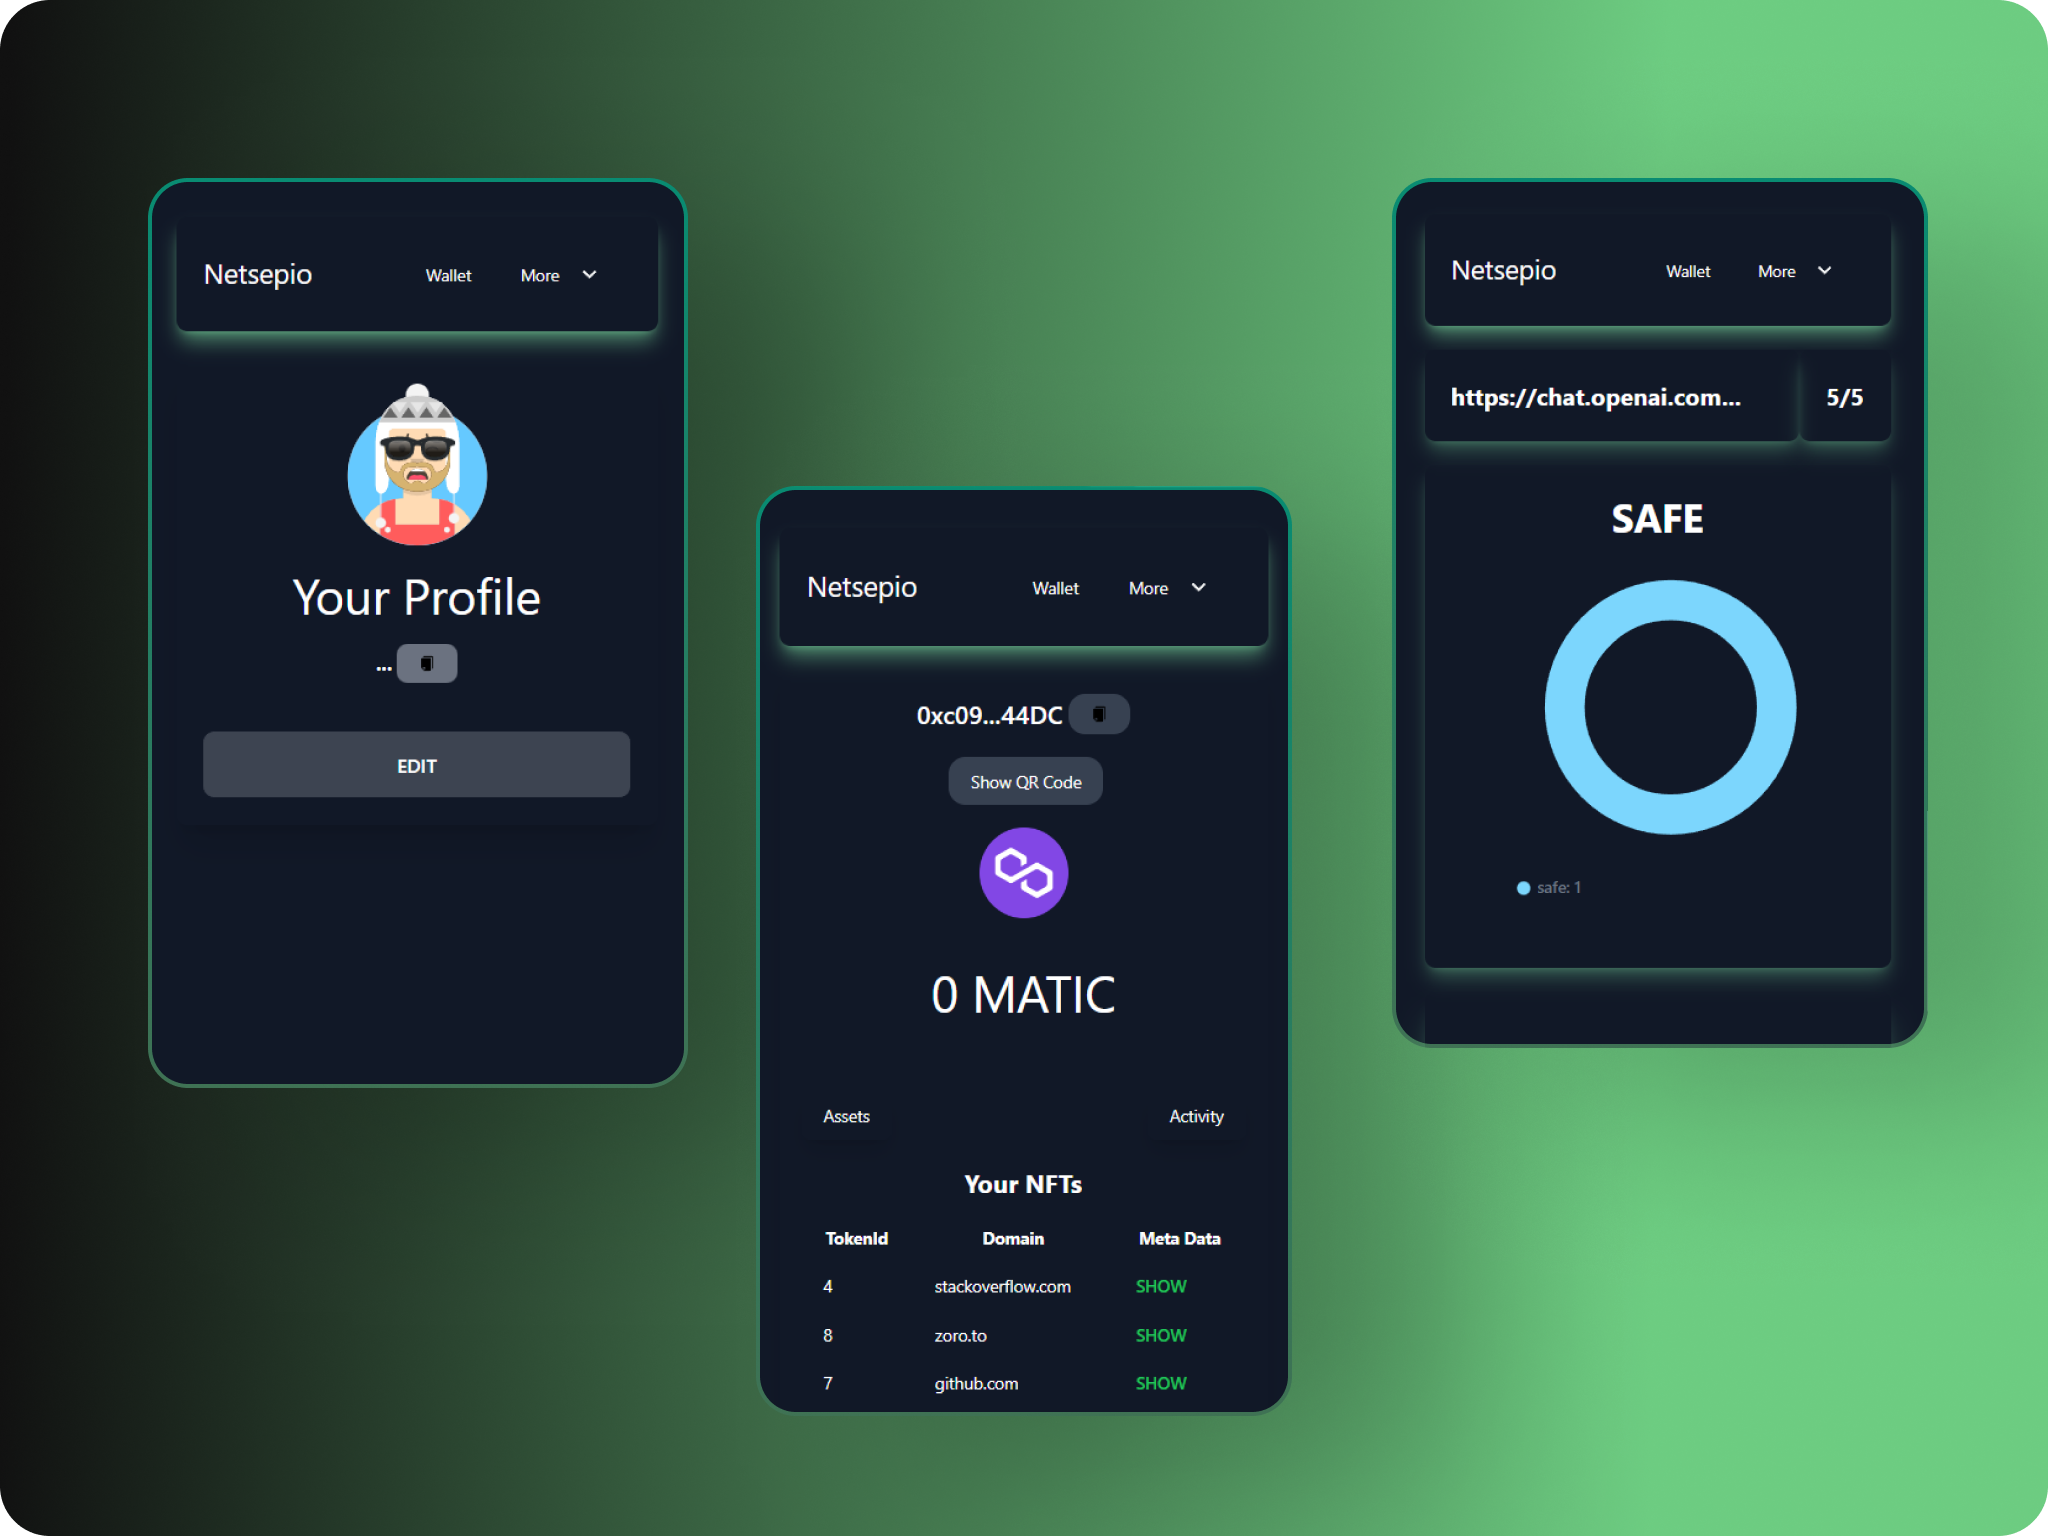 Netsepio Wallet More
Your Profile
...
EDIT
Netsepio Wallet More
0xc09...44DC
Show QR Code
0 MATIC
Assets Activity
Your NFTs
TokenId Domain Meta Data
4 stackoverflow.com SHOW
8 zoro.to SHOW
7 github.com SHOW
Netsepio Wallet More
https://chat.openai.com... 5/5
SAFE
safe: 1